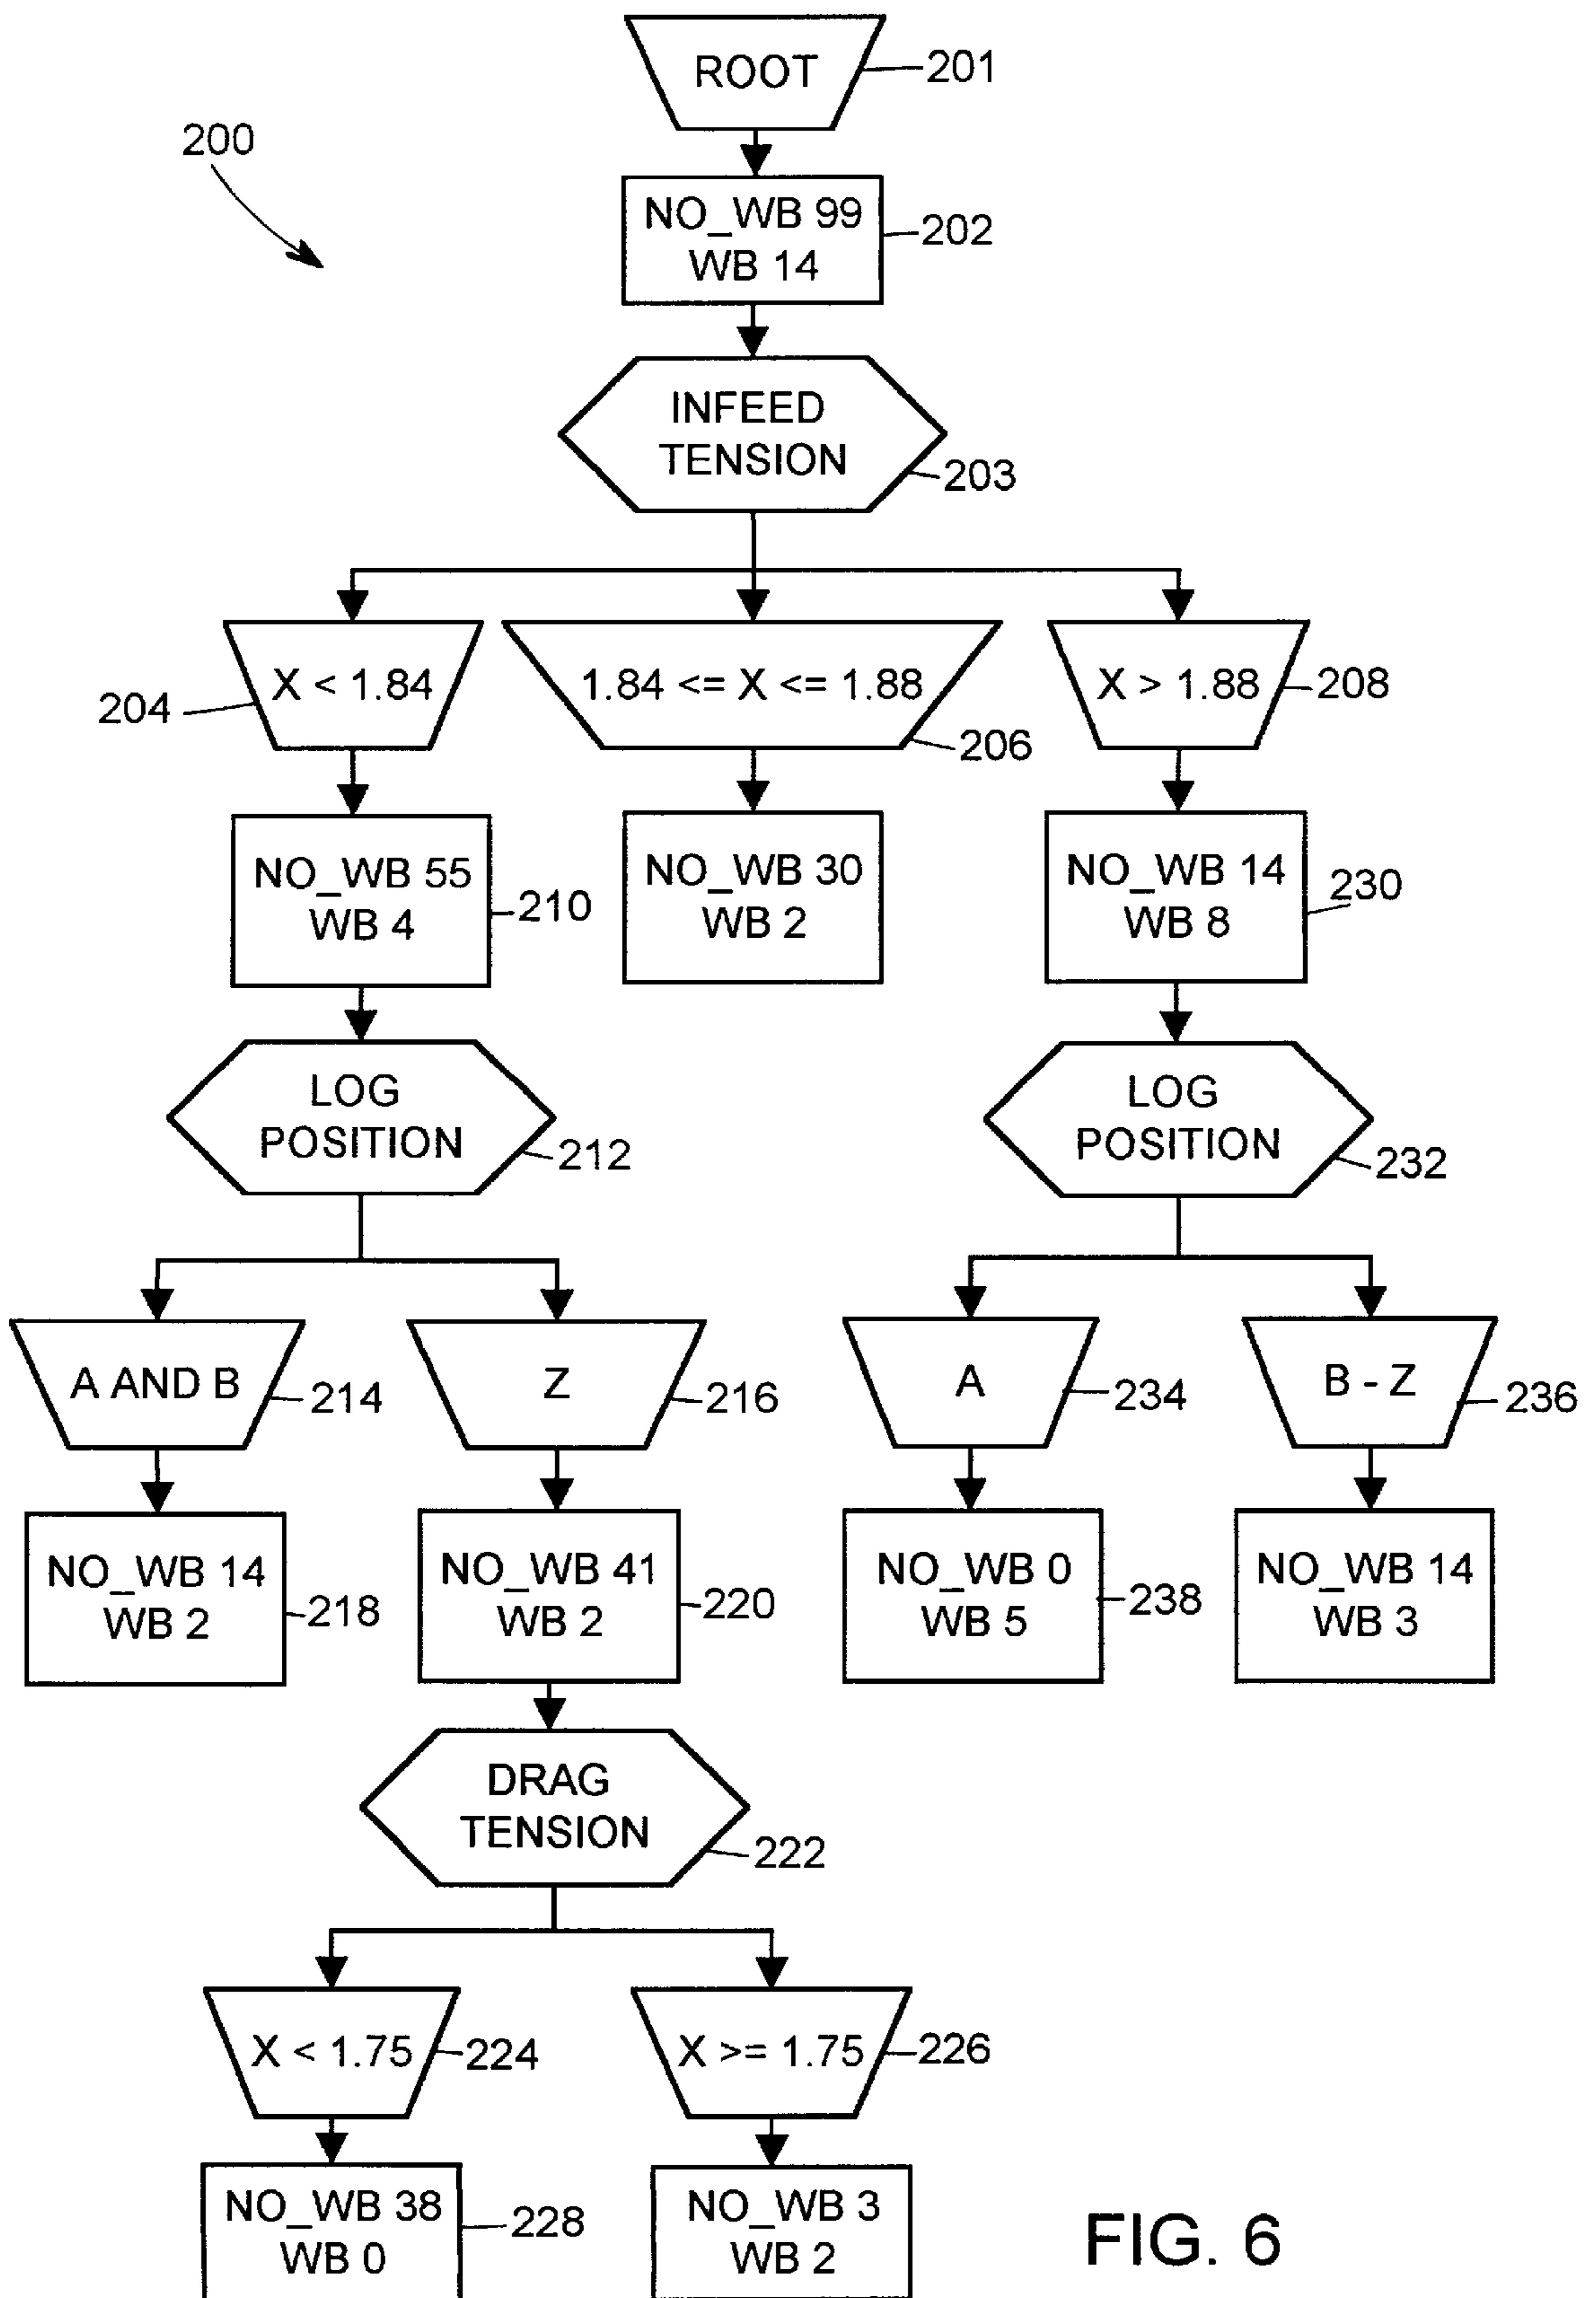 ROOT
201
200
NO_WB 99
WB 14
202
INFEED
TENSION
203
X < 1.84
204
1.84 <= X <= 1.88
206
X > 1.88
208
NO_WB 55
WB 4
210
NO_WB 30
WB 2
NO_WB 14
WB 8
230
LOG
POSITION
212
LOG
POSITION
232
A AND B
214
Z
216
A
234
B - Z
236
NO_WB 14
WB 2
218
NO_WB 41
WB 2
220
NO_WB 0
WB 5
238
NO_WB 14
WB 3
DRAG
TENSION
222
X < 1.75
224
X >= 1.75
226
NO_WB 38
WB 0
228
NO_WB 3
WB 2
FIG. 6